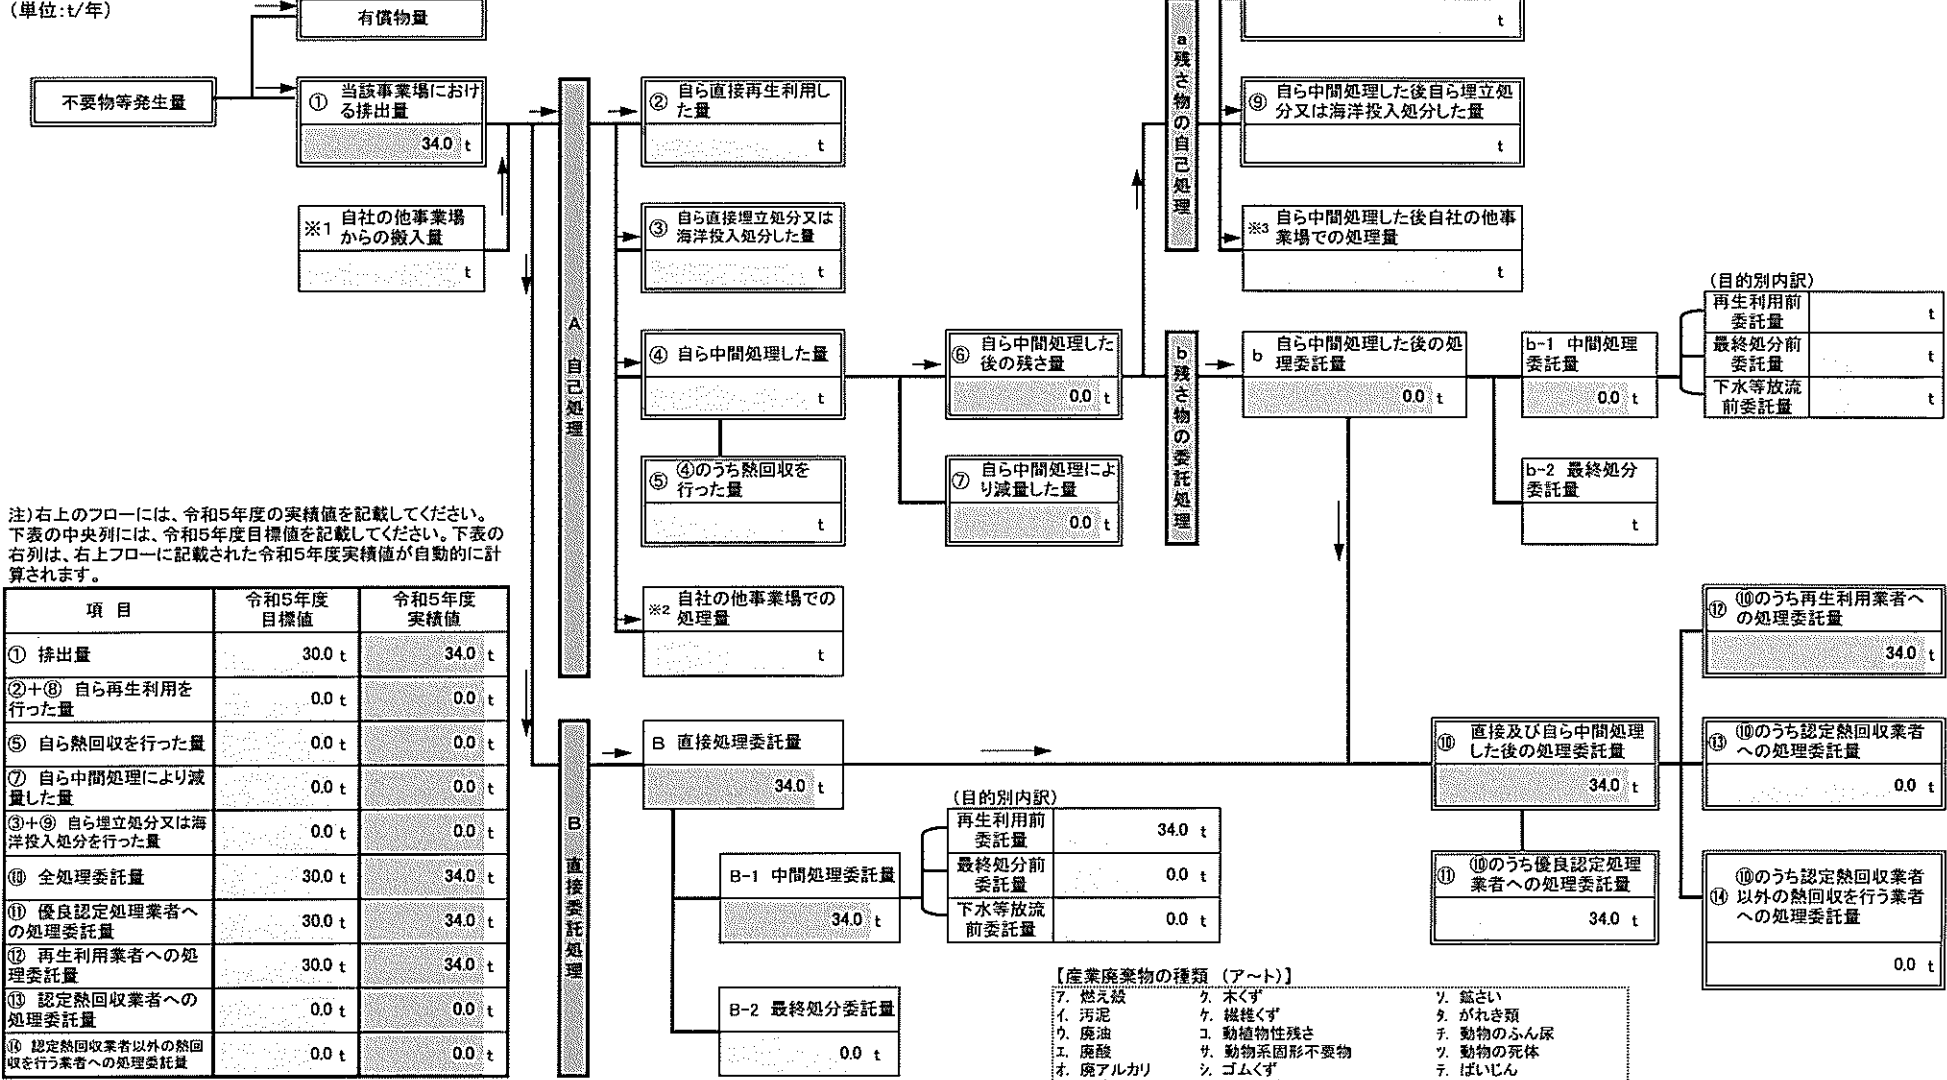 (単位:t/年)
有償物量
t
不要物等発生量
① 当該事業場におけ
る排出量
34.0 t
※1 自社の他事業場
からの搬入量
t
A 自己処理
② 自ら直接再生利用し
た量
t
③ 自ら直接埋立処分又は
海洋投入処分した量
t
④ 自ら中間処理した量
t
⑤ ④のうち熱回収を
行った量
t
※2 自社の他事業場での
処理量
t
⑥ 自ら中間処理した
後の残さ量
0.0 t
⑦ 自ら中間処理によ
り減量した量
0.0 t
a 残さ物の自己処理
⑨ 自ら中間処理した後自ら埋立処
分又は海洋投入処分した量
t
※3 自ら中間処理した後自社の他事
業場での処理量
t
b 残さ物の委託処理
b 自ら中間処理した後の処
理委託量
0.0 t
b-1 中間処理
委託量
0.0 t
b-2 最終処分
委託量
t
(目的別内訳)
再生利用前
委託量
t
最終処分前
委託量
t
下水等放流
前委託量
t
注)右上のフローには、令和5年度の実績値を記載してください。
下表の中央列には、令和5年度目標値を記載してください。下表の
右列は、右上フローに記載された令和5年度実績値が自動的に計
算されます。
項 目
令和5年度
目標値
令和5年度
実績値
① 排出量
30.0 t
34.0 t
②+⑧ 自ら再生利用を
行った量
0.0 t
0.0 t
⑤ 自ら熱回収を行った量
0.0 t
0.0 t
⑦ 自ら中間処理により減
量した量
0.0 t
0.0 t
③+⑨ 自ら埋立処分又は海
洋投入処分を行った量
0.0 t
0.0 t
⑩ 全処理委託量
30.0 t
34.0 t
⑪ 優良認定処理業者へ
の処理委託量
30.0 t
34.0 t
⑫ 再生利用業者への処
理委託量
30.0 t
34.0 t
⑬ 認定熱回収業者への
処理委託量
0.0 t
0.0 t
⑭ 認定熱回収業者以外の熱回
収を行う業者への処理委託量
0.0 t
0.0 t
B 直接委託処理
B 直接処理委託量
34.0 t
B-1 中間処理委託量
34.0 t
B-2 最終処分委託量
0.0 t
(目的別内訳)
再生利用前
委託量
34.0 t
最終処分前
委託量
0.0 t
下水等放流
前委託量
0.0 t
⑩ 直接及び自ら中間処理
した後の処理委託量
34.0 t
⑪ ⑩のうち優良認定処理
業者への処理委託量
34.0 t
⑫ ⑩のうち再生利用業者へ
の処理委託量
34.0 t
⑬ ⑩のうち認定熱回収業者
への処理委託量
0.0 t
⑭ ⑩のうち認定熱回収業者
以外の熱回収を行う業者
への処理委託量
0.0 t
【産業廃棄物の種類 (ア~ト)】
ア. 燃え殻
イ. 汚泥
ウ. 廃油
エ. 廃酸
オ. 廃アルカリ
ク. 木くず
ケ. 繊維くず
コ. 動植物性残さ
サ. 動物系固形不要物
シ. ゴムくず
ソ. 鉱さい
タ. がれき類
チ. 動物のふん尿
ツ. 動物の死体
テ. ばいじん